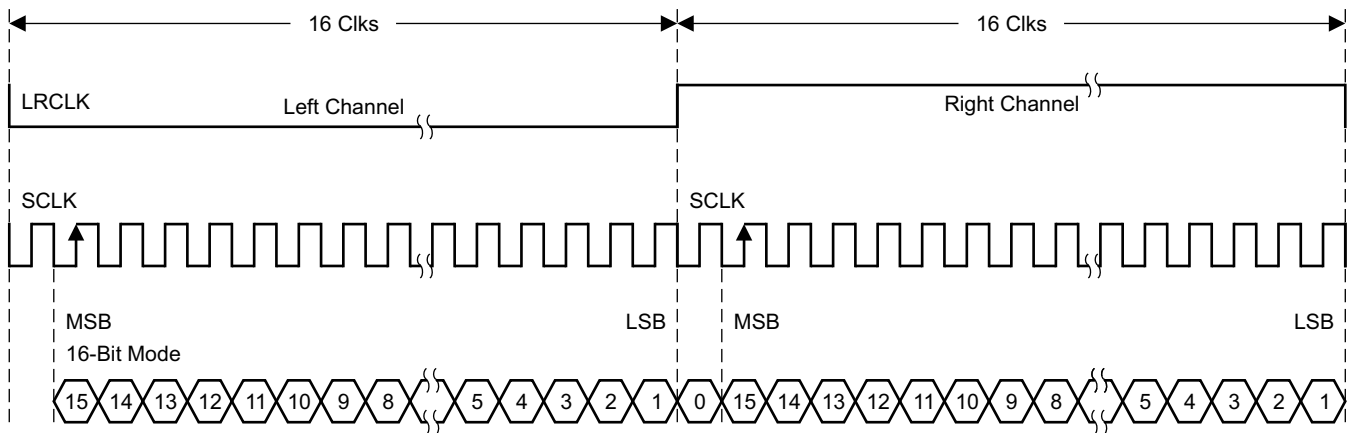 16 Clks 16 Clks
LRCLK Left Channel Right Channel
SCLK SCLK
MSB LSB MSB LSB
16-Bit Mode
15 14 13 12 11 10 9 8 5 4 3 2 1 0 15 14 13 12 11 10 9 8 5 4 3 2 1